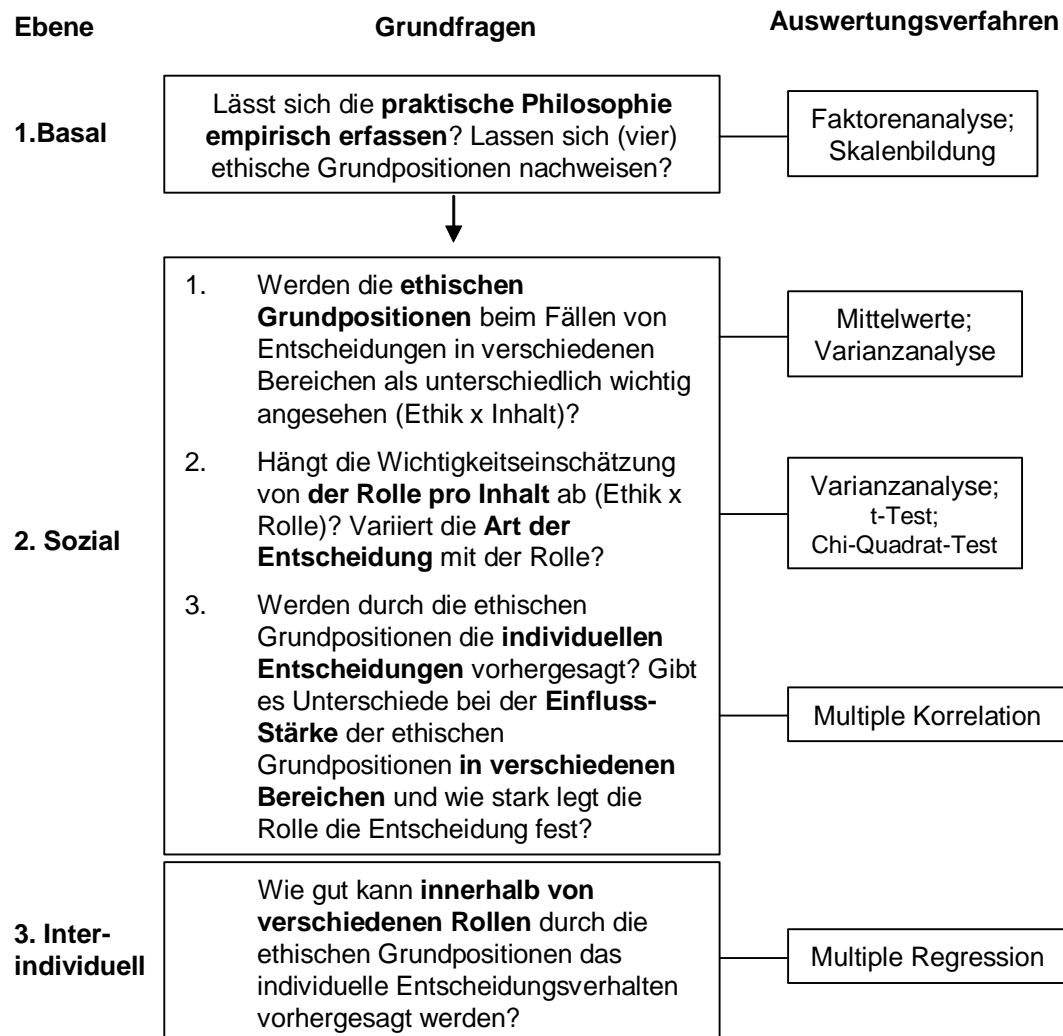 Ebene
Grundfragen
Auswertungsverfahren
1.Basal
Lässt sich die praktische Philosophie
empirisch erfassen? Lassen sich (vier)
ethische Grundpositionen nachweisen?
Faktorenanalyse;
Skalenbildung
2. Sozial
1. Werden die ethischen
Grundpositionen beim Fällen von
Entscheidungen in verschiedenen
Bereichen als unterschiedlich wichtig
angesehen (Ethik x Inhalt)?
Mittelwerte;
Varianzanalyse
2. Hängt die Wichtigkeitseinschätzung
von der Rolle pro Inhalt ab (Ethik x
Rolle)? Variiert die Art der
Entscheidung mit der Rolle?
Varianzanalyse;
t-Test;
Chi-Quadrat-Test
3. Werden durch die ethischen
Grundpositionen die individuellen
Entscheidungen vorhergesagt? Gibt
es Unterschiede bei der Einfluss-
Stärke der ethischen
Grundpositionen in verschiedenen
Bereichen und wie stark legt die
Rolle die Entscheidung fest?
Multiple Korrelation
3. Inter-
individuell
Wie gut kann innerhalb von
verschiedenen Rollen durch die
ethischen Grundpositionen das
individuelle Entscheidungsverhalten
vorhergesagt werden?
Multiple Regression